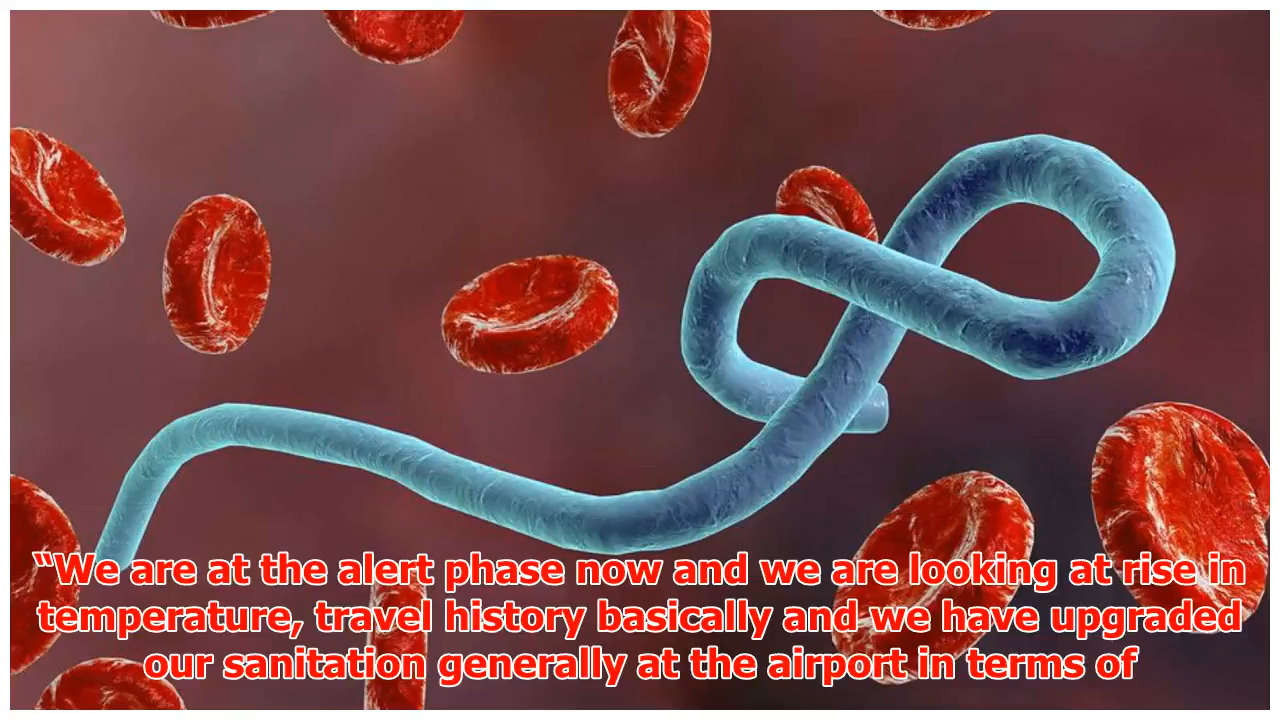 “We are at the alert phase now and we are looking at rise in
temperature, travel history basically and we have upgraded
our sanitation generally at the airport in terms of